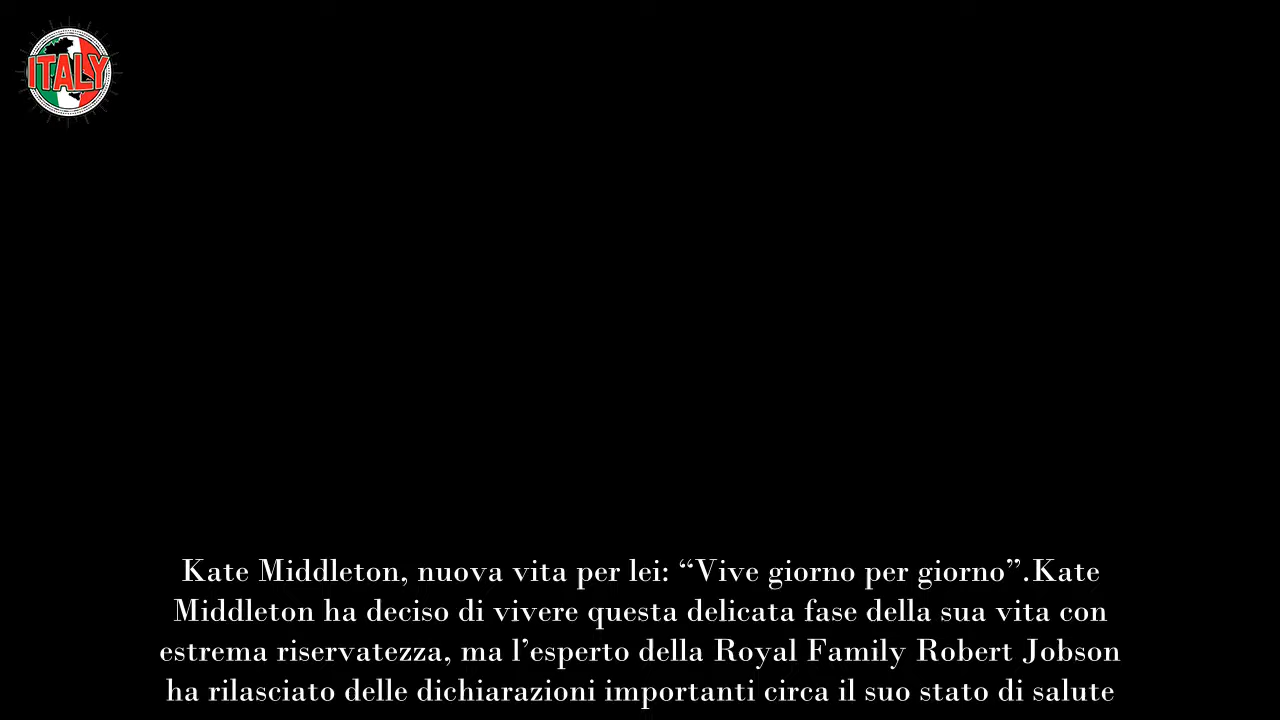 ITALY
Kate Middleton, nuova vita per lei: “Vive giorno per giorno”.Kate
Middleton ha deciso di vivere questa delicata fase della sua vita con
estrema riservatezza, ma l’esperto della Royal Family Robert Jobson
ha rilasciato delle dichiarazioni importanti circa il suo stato di salute